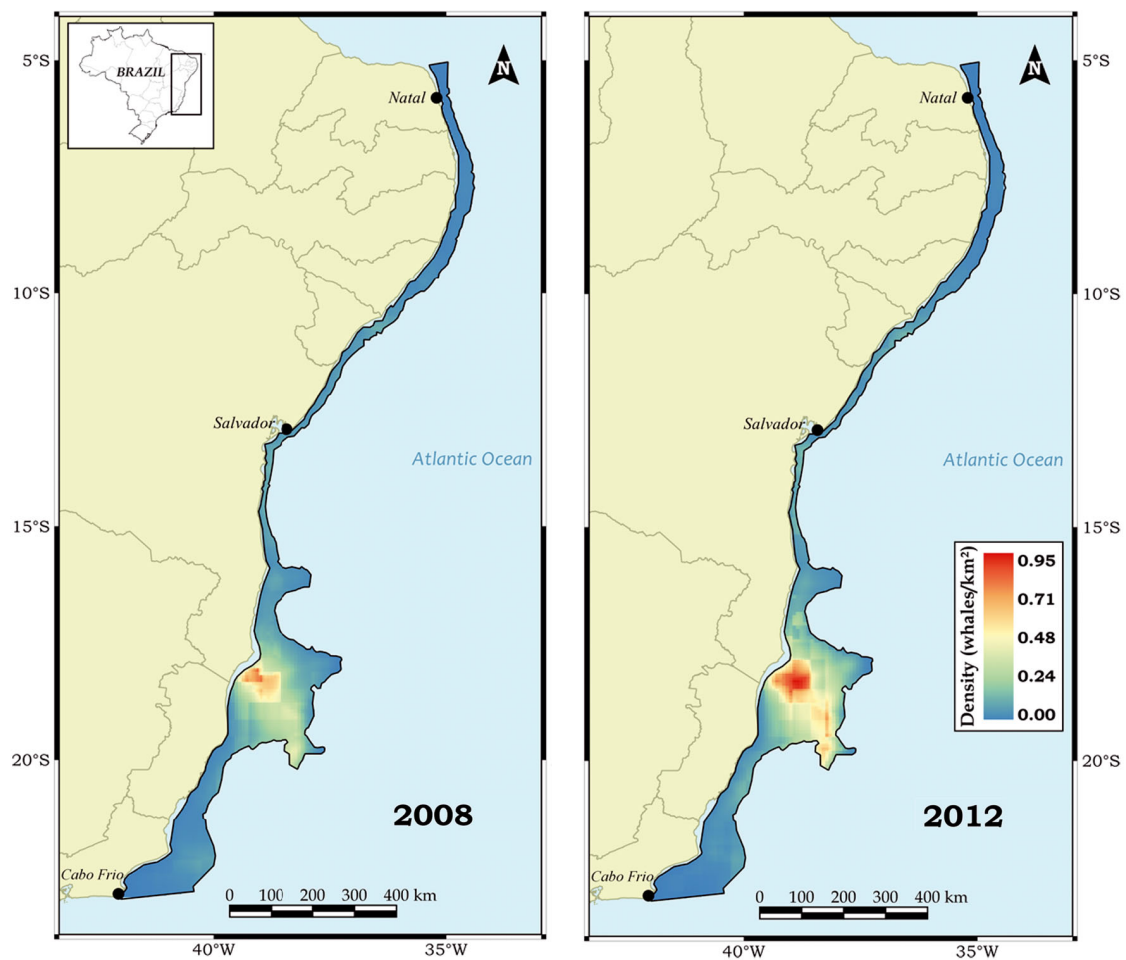 5°S
10°S
15°S
20°S
BRAZIL
N
Natal
Salvador
Atlantic Ocean
2008
Cabo Frio
0 100 200 300 400 km
40°W 35°W
N
Natal
Salvador
Atlantic Ocean
Density (whales/km²)
0.95
0.71
0.48
0.24
0.00
2012
Cabo Frio
0 100 200 300 400 km
40°W 35°W
5°S
10°S
15°S
20°S